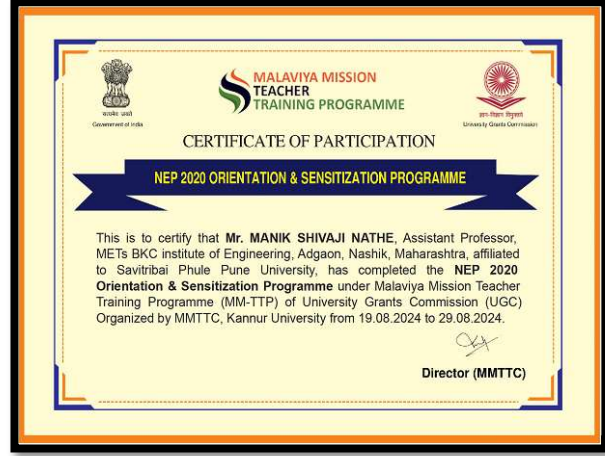 MALAVIYA MISSION
TEACHER
TRAINING PROGRAMME
सत्यमेव जयते
Government of India
ज्ञान-विज्ञान विमुक्तये
University Grants Commission
CERTIFICATE OF PARTICIPATION
NEP 2020 ORIENTATION & SENSITIZATION PROGRAMME
This is to certify that Mr. MANIK SHIVAJI NATHE, Assistant Professor,
METs BKC institute of Engineering, Adgaon, Nashik, Maharashtra, affiliated
to Savitribai Phule Pune University, has completed the NEP 2020
Orientation & Sensitization Programme under Malaviya Mission Teacher
Training Programme (MM-TTP) of University Grants Commission (UGC)
Organized by MMTTC, Kannur University from 19.08.2024 to 29.08.2024.
Director (MMTTC)